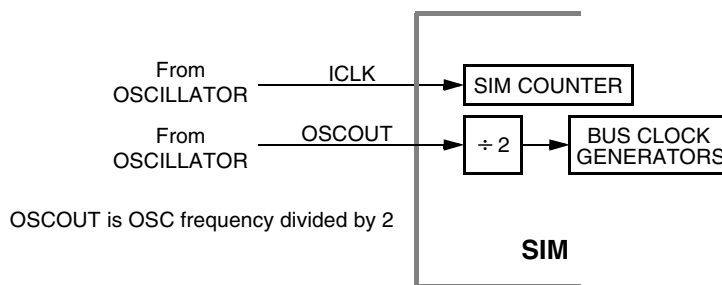 From
OSCILLATOR
ICLK
SIM COUNTER
From
OSCILLATOR
OSCOUT
÷ 2
BUS CLOCK
GENERATORS
OSCOUT is OSC frequency divided by 2
SIM